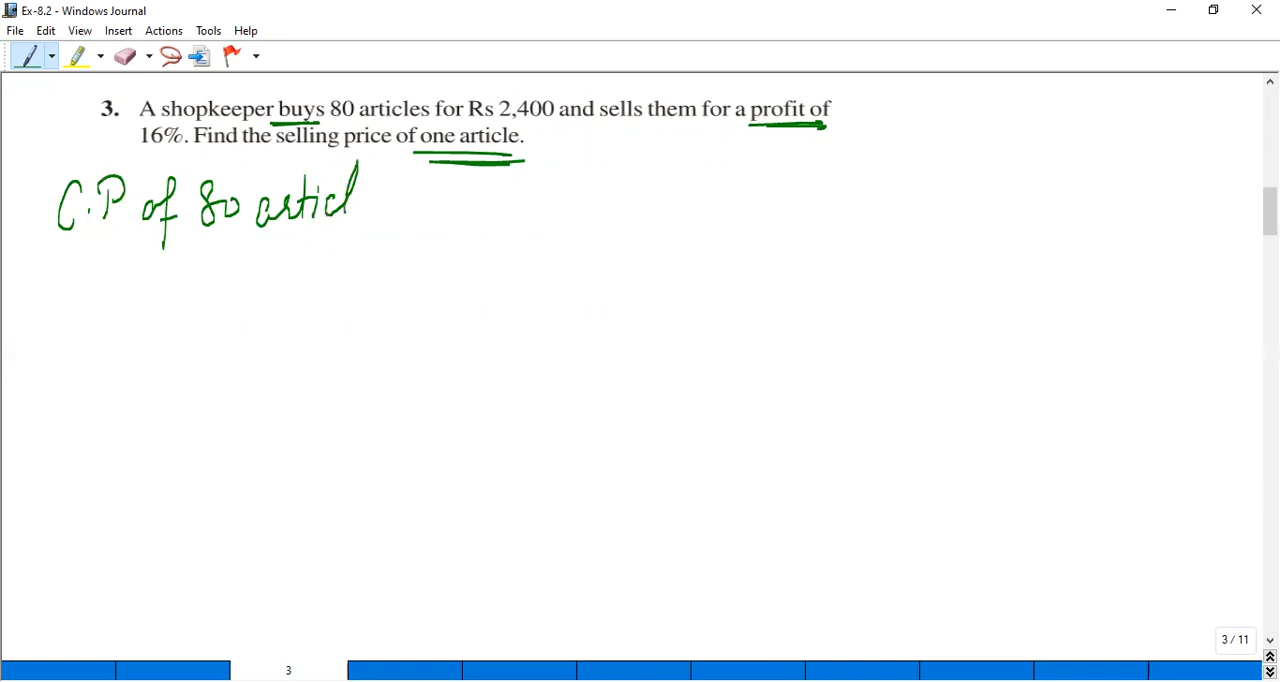 Ex-8.2 - Windows Journal
File Edit View Insert Actions Tools Help
3. A shopkeeper buys 80 articles for Rs 2,400 and sells them for a profit of
16%. Find the selling price of one article.
C.P of 80 articl
3 / 11
3